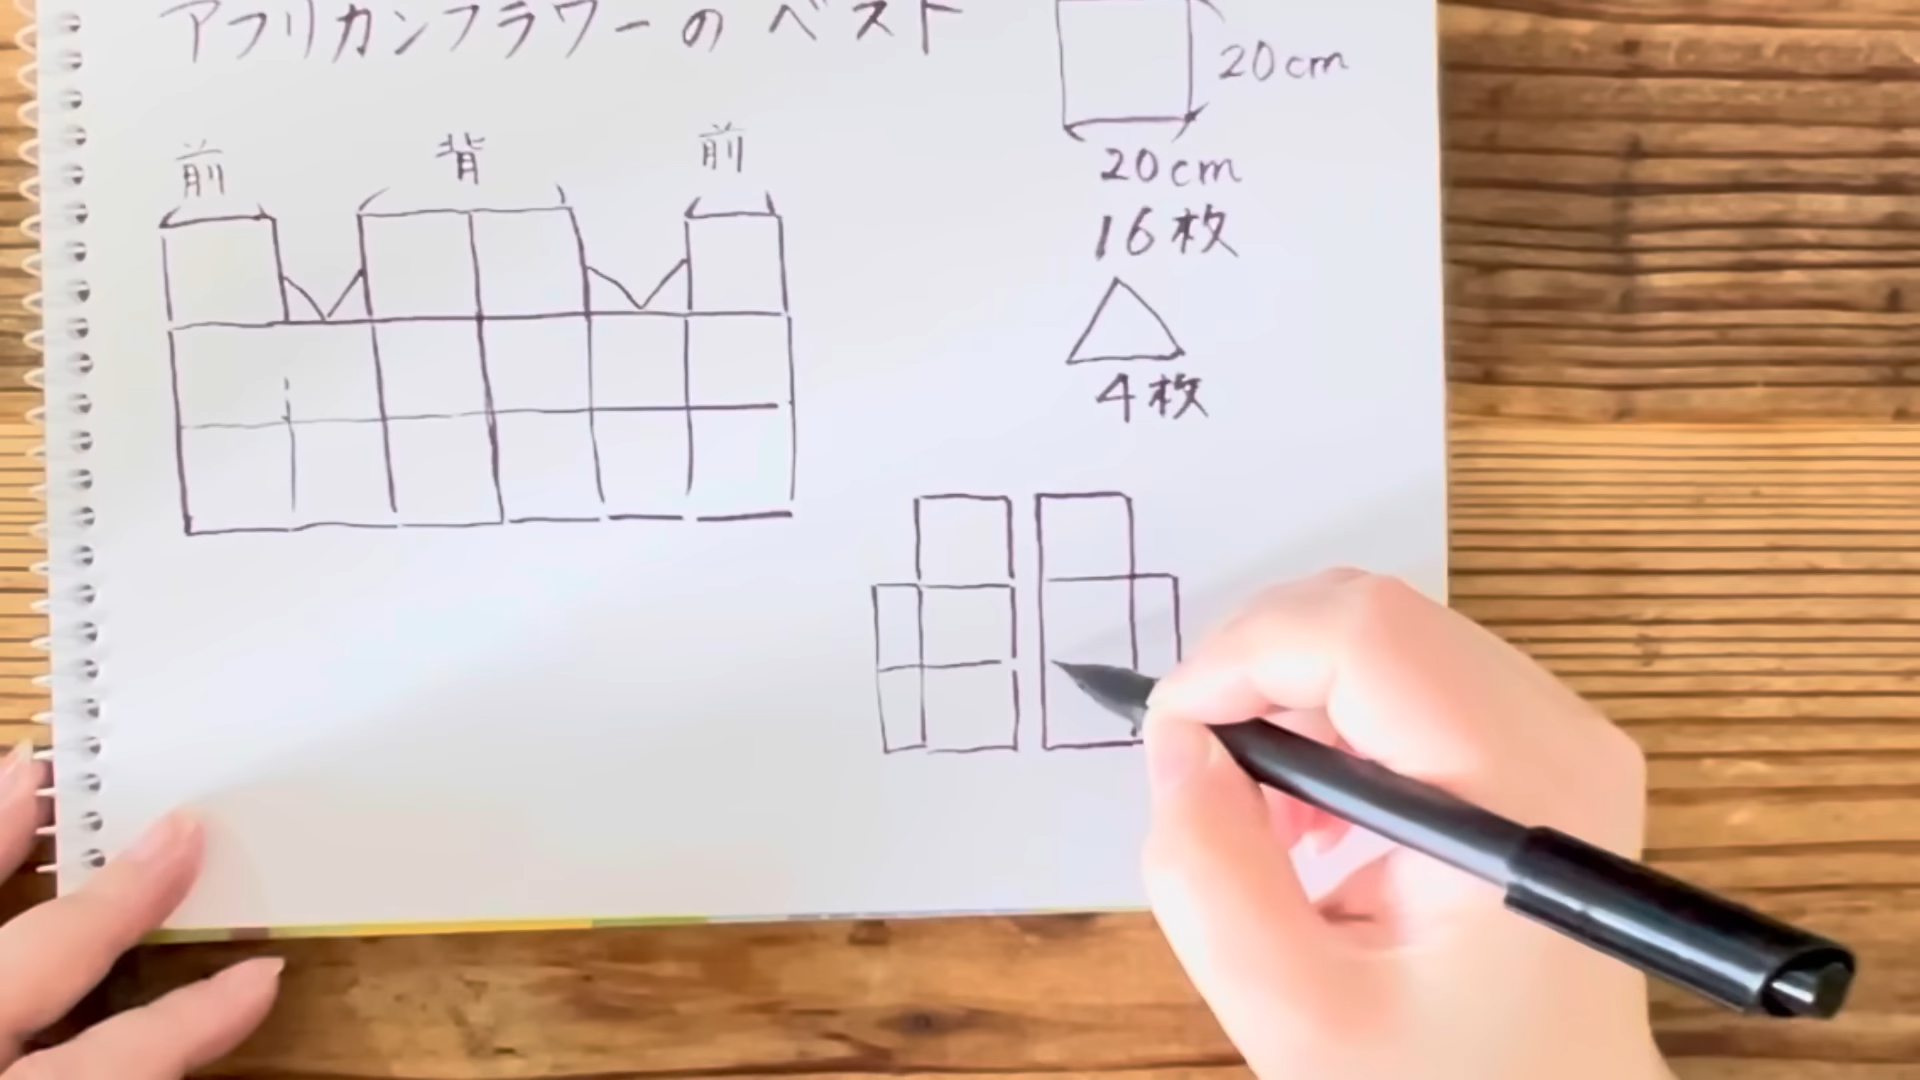 アフリカンフラワーの ベスト
前 背 前
20cm
20cm
16枚
4枚